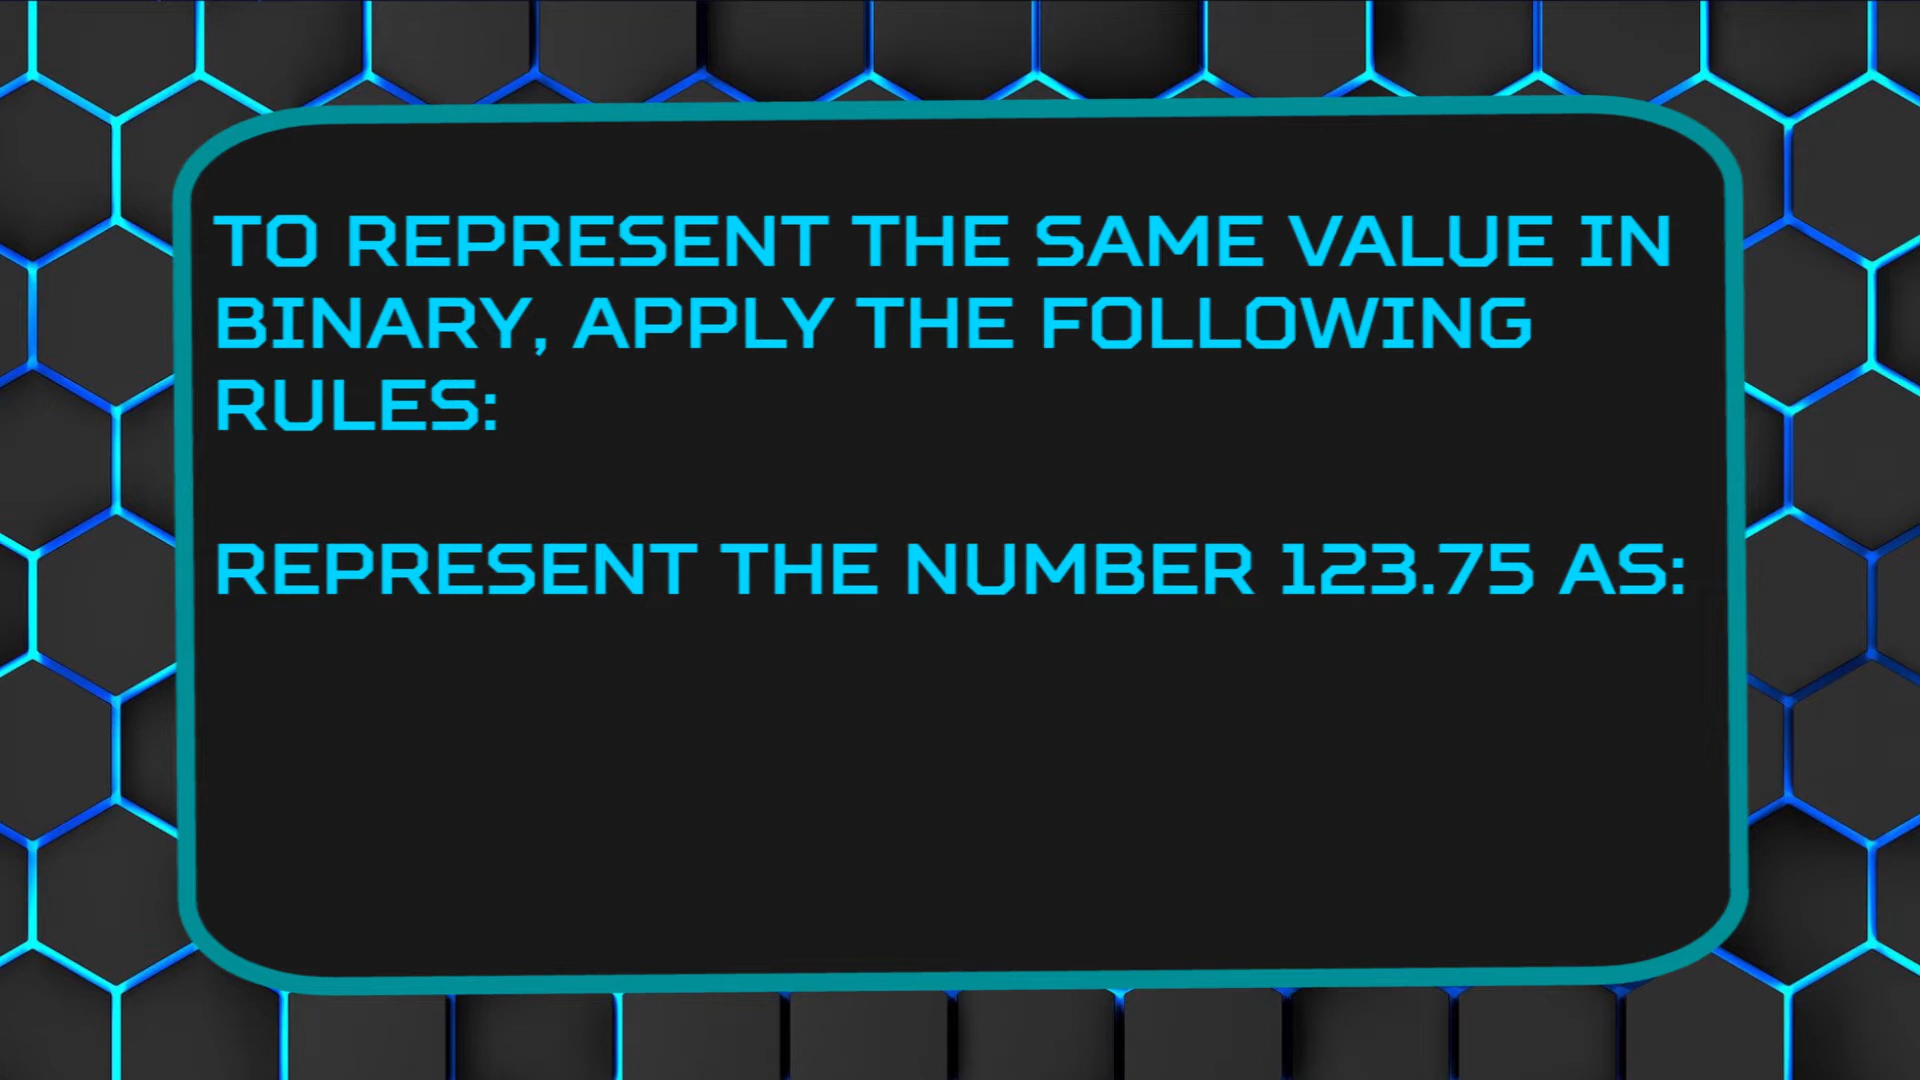 TO REPRESENT THE SAME VALUE IN
BINARY, APPLY THE FOLLOWING
RULES:
REPRESENT THE NUMBER 123.75 AS: